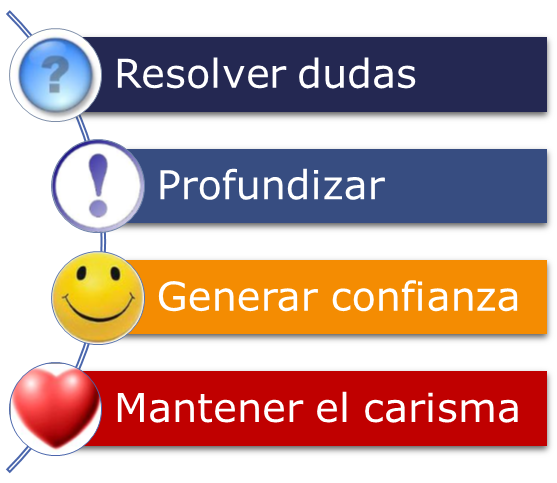 ?
Resolver dudas
!
Profundizar
Generar confianza
Mantener el carisma